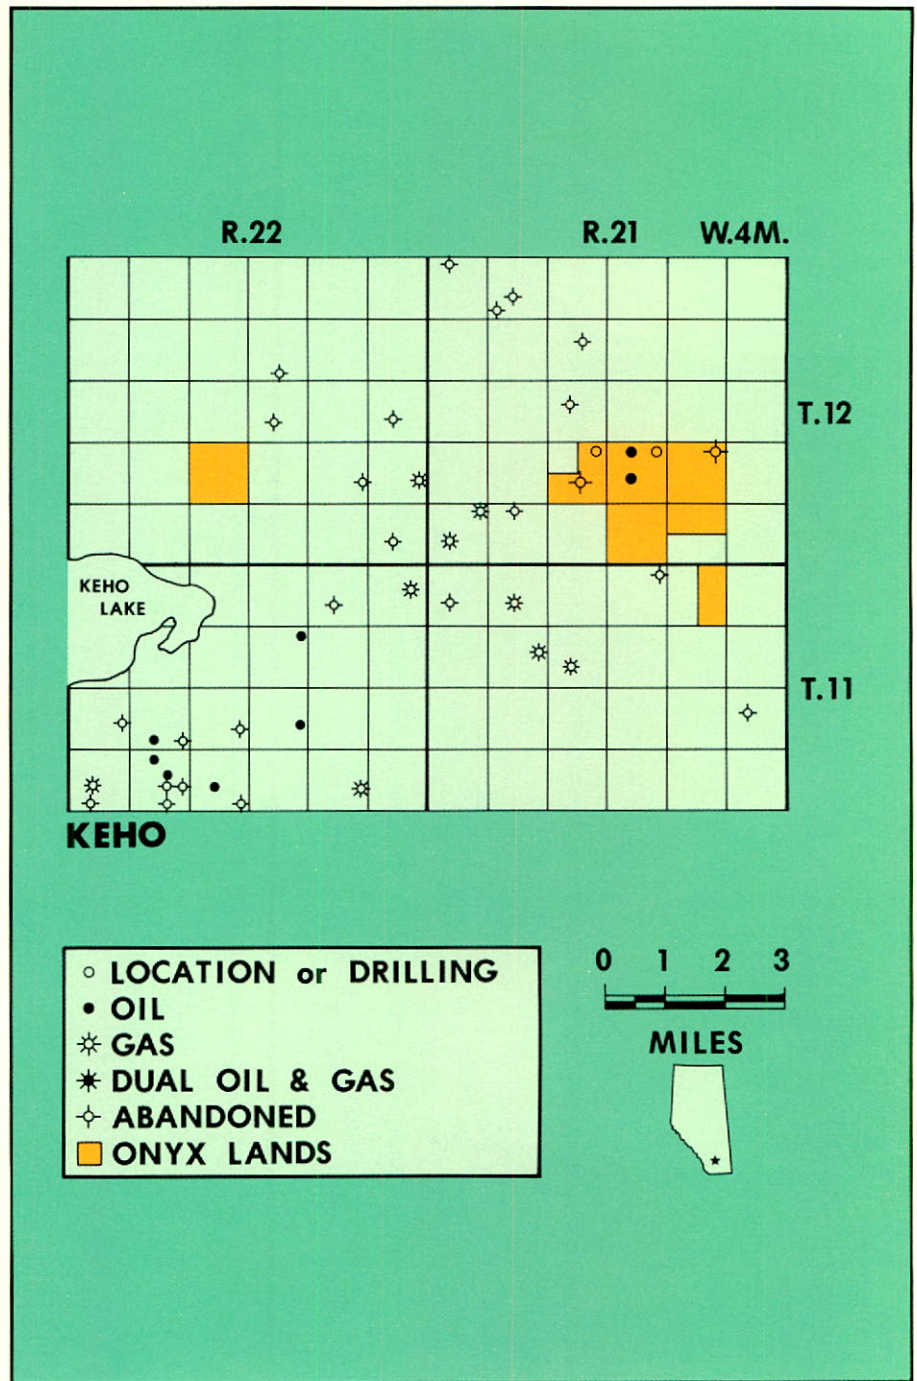 R.22 R.21 W.4M.
T.12
KEHO
LAKE
T.11
KEHO
LOCATION or DRILLING
OIL
GAS
DUAL OIL & GAS
ABANDONED
ONYX LANDS
0 1 2 3
MILES